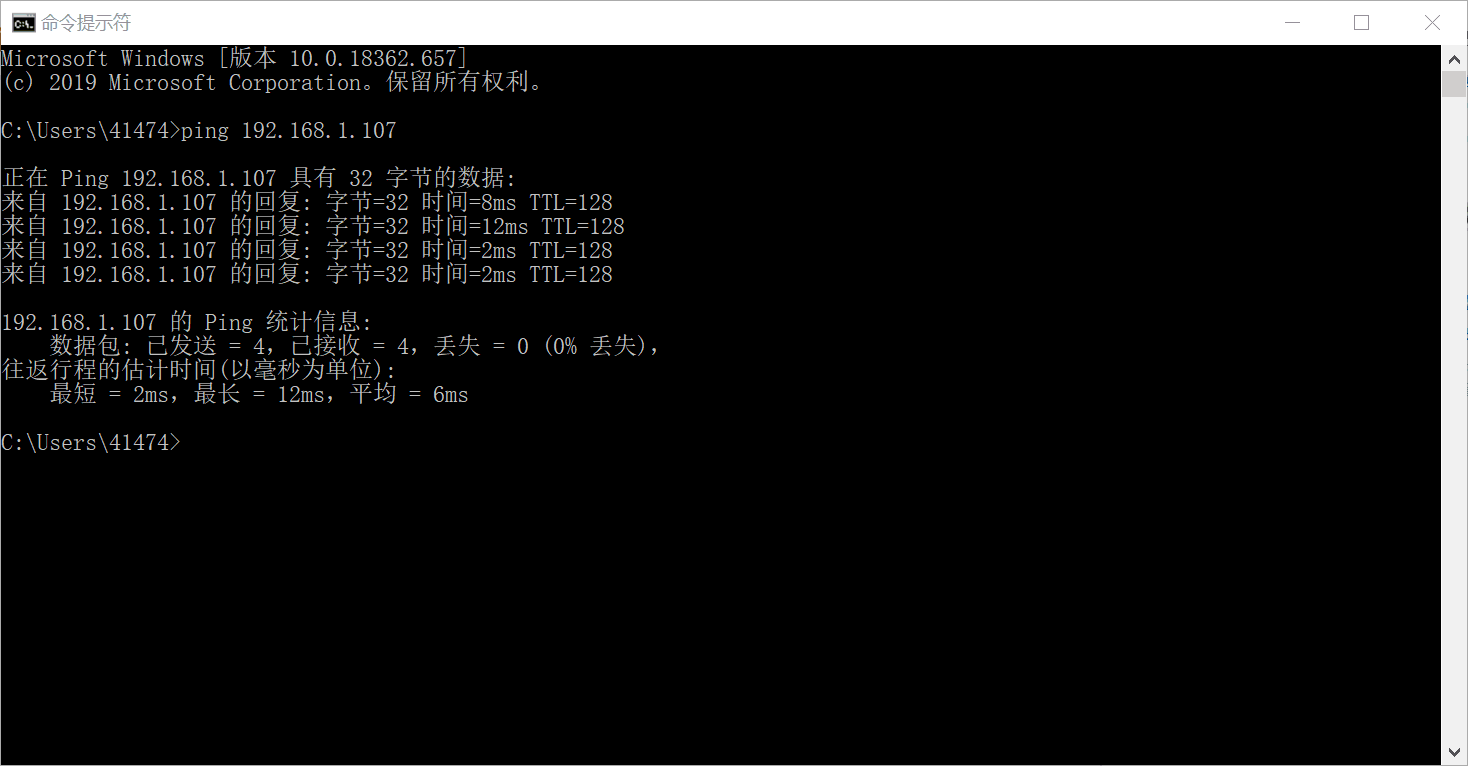 命令提示符
Microsoft Windows [版本 10.0.18362.657]
(c) 2019 Microsoft Corporation。保留所有权利。
C:\Users\41474>ping 192.168.1.107
正在 Ping 192.168.1.107 具有 32 字节的数据:
来自 192.168.1.107 的回复: 字节=32 时间=8ms TTL=128
来自 192.168.1.107 的回复: 字节=32 时间=12ms TTL=128
来自 192.168.1.107 的回复: 字节=32 时间=2ms TTL=128
来自 192.168.1.107 的回复: 字节=32 时间=2ms TTL=128
192.168.1.107 的 Ping 统计信息:
    数据包: 已发送 = 4，已接收 = 4，丢失 = 0 (0% 丢失)，
往返行程的估计时间(以毫秒为单位):
    最短 = 2ms，最长 = 12ms，平均 = 6ms
C:\Users\41474>